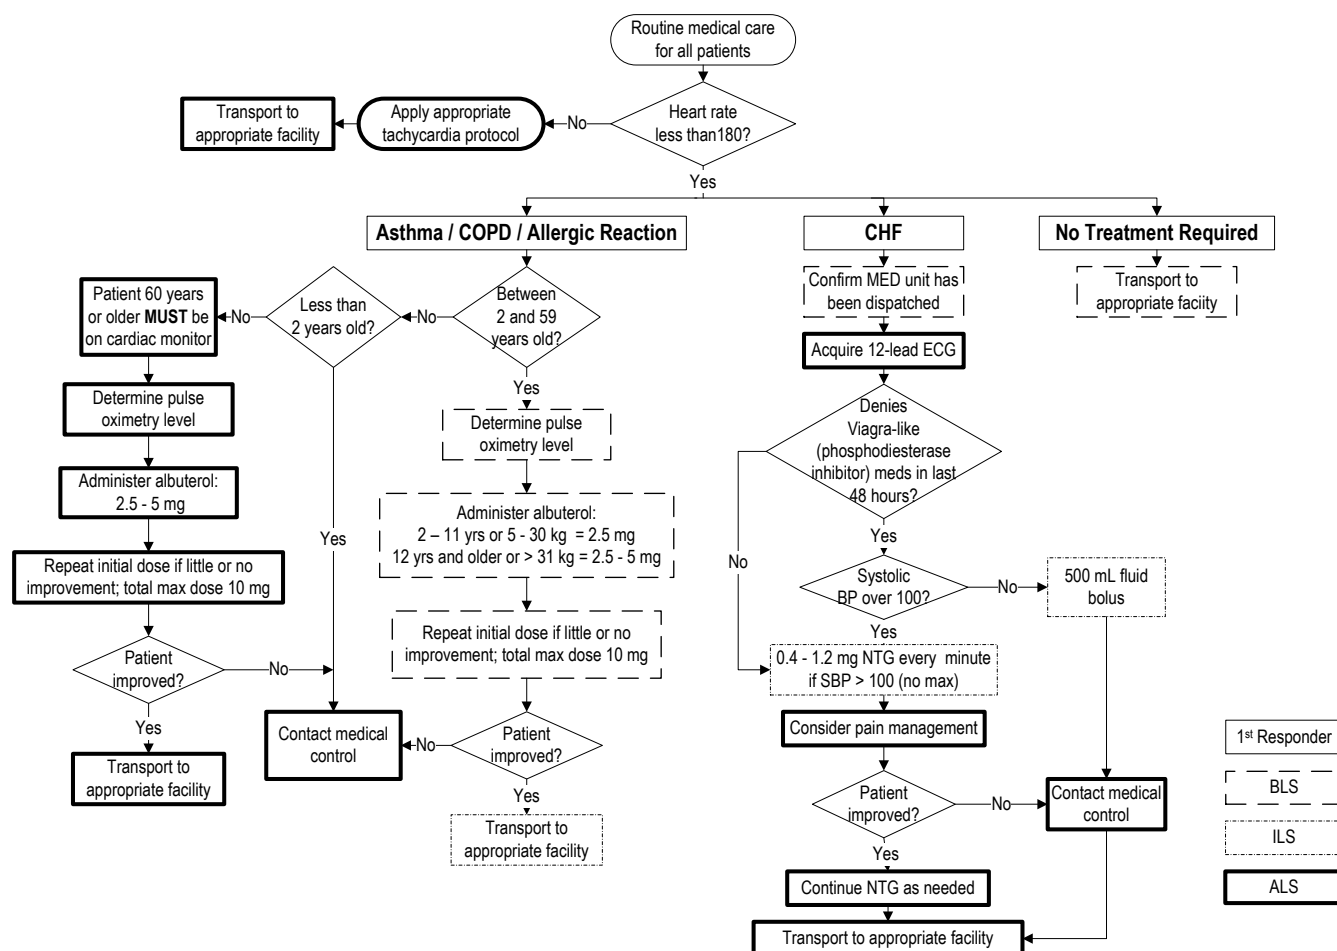 Routine medical care
for all patients
Heart rate
less than180?
No
Apply appropriate
tachycardia protocol
Transport to
appropriate facility
Yes
Asthma / COPD / Allergic Reaction
CHF
No Treatment Required
Patient 60 years
or older MUST be
on cardiac monitor
No
Less than
2 years old?
No
Between
2 and 59
years old?
Confirm MED unit has
been dispatched
Transport to
appropriate facility
Acquire 12-lead ECG
Determine pulse
oximetry level
Yes
Determine pulse
oximetry level
Denies
Viagra-like
(phosphodiesterase
inhibitor) meds in last
48 hours?
Administer albuterol:
2.5 - 5 mg
Yes
Administer albuterol:
2 – 11 yrs or 5 - 30 kg = 2.5 mg
12 yrs and older or > 31 kg = 2.5 - 5 mg
Yes
No
Repeat initial dose if little or no
improvement; total max dose 10 mg
Systolic
BP over 100?
No
500 mL fluid
bolus
Yes
Repeat initial dose if little or no
improvement; total max dose 10 mg
0.4 - 1.2 mg NTG every minute
if SBP > 100 (no max)
Patient
improved?
No
Yes
Contact medical
control
No
Patient
improved?
Consider pain management
Transport to
appropriate facility
Yes
Transport to
appropriate facility
Patient
improved?
No
Contact medical
control
Yes
Continue NTG as needed
Transport to appropriate facility
1st Responder
BLS
ILS
ALS